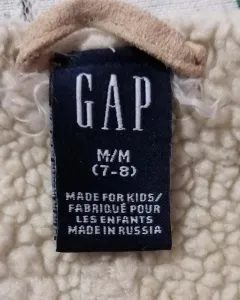 GAP
M/M
(7-8)
MADE FOR KIDS/
FABRIQUÉ POUR
LES ENFANTS
MADE IN RUSSIA